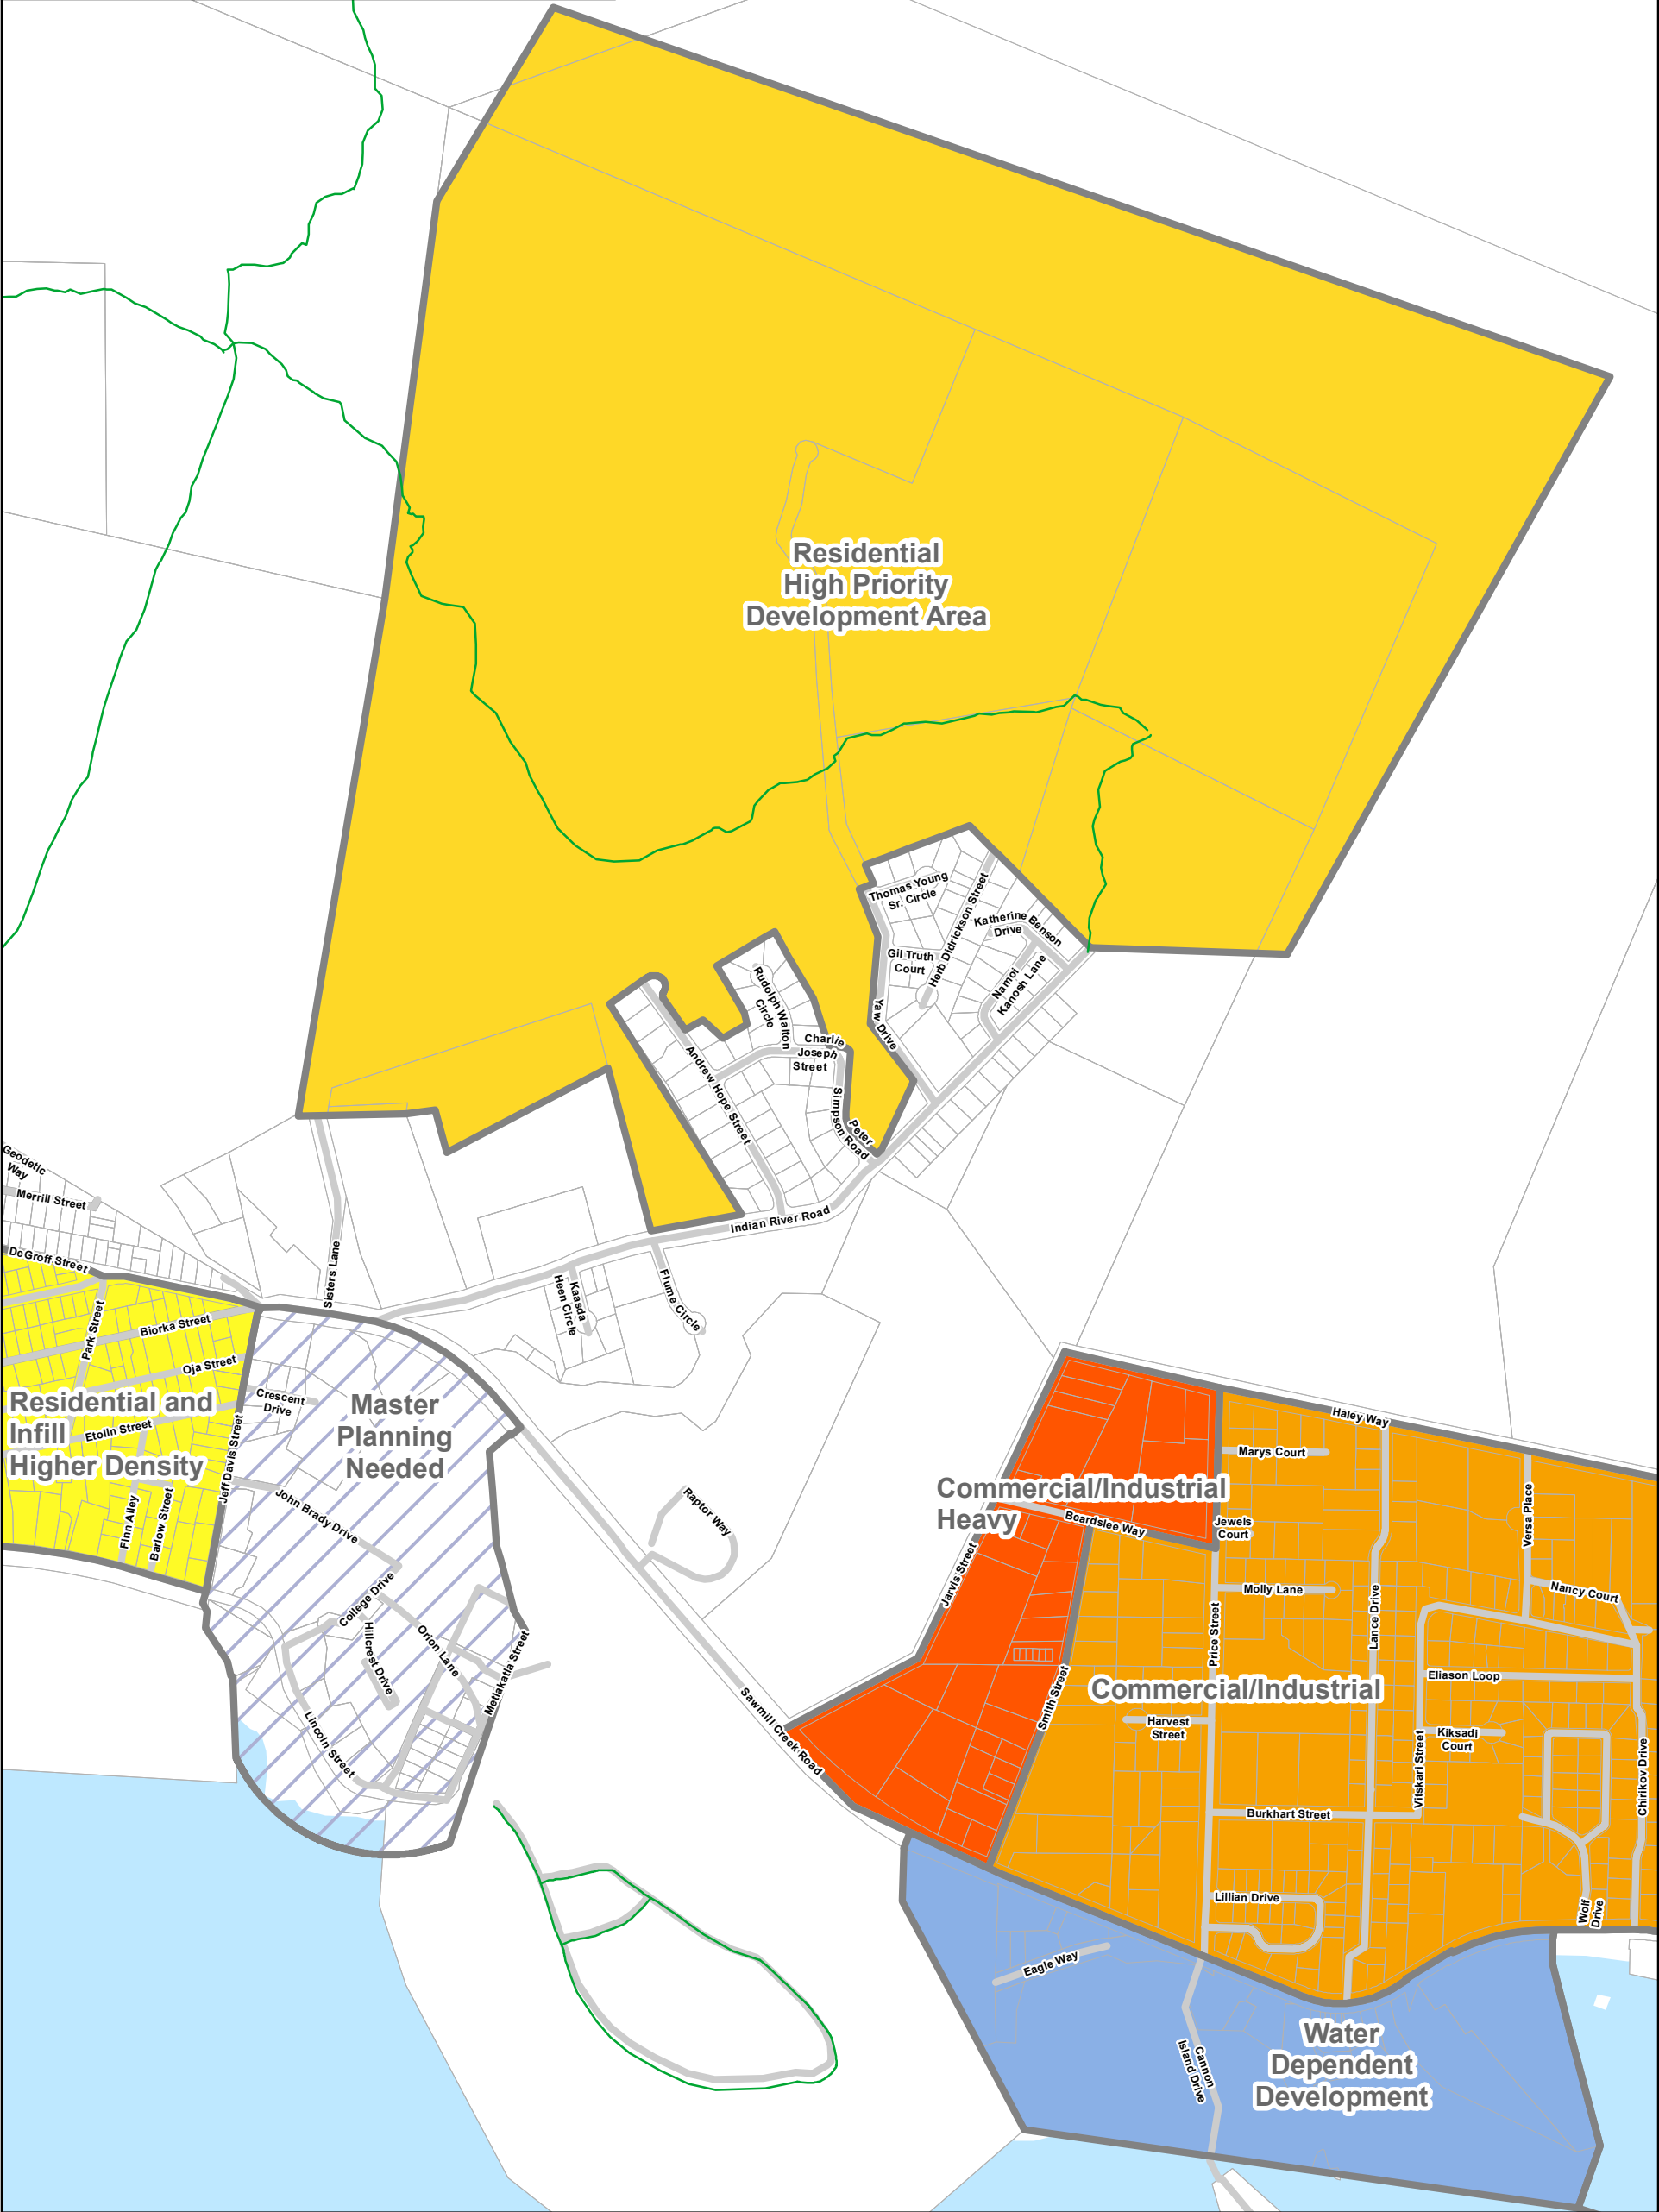 Residential
High Priority
Development Area
Thomas Young
Sr. Circle
Herb Didrickson Street
Katherine
Drive
Benson
Gil Truth
Court
Namoi
Kanosh Lane
Yaw Drive
Rudolph Walton
Circle
Charlie
Joseph
Street
Andrew Hope Street
Simpson Road
Peter
Indian River Road
Geodetic
Way
Merrill Street
DeGroff Street
Sisters Lane
Kaasda
Heen Circle
Flume Circle
Park Street
Biorka Street
Oja Street
Residential and
Infill
Higher Density
Etolin Street
Jeff Davis Street
Finn Alley
Barlow Street
Crescent
Drive
Master
Planning
Needed
John Brady Drive
College Drive
Hillcrest Drive
Orion Lane
Metlakatla Street
Lincoln Street
Raptor Way
Sawmill Creek Road
Haley Way
Marys Court
Commercial/Industrial
Heavy
Beardslee Way
Jewels
Court
Versa Place
Jarvis Street
Molly Lane
Nancy Court
Price Street
Lance Drive
Eliason Loop
Commercial/Industrial
Smith Street
Harvest
Street
Kiksadi
Court
Vitskari Street
Chirikov Drive
Burkhart Street
Lillian Drive
Wolf
Drive
Eagle Way
Cannon
Island Drive
Water
Dependent
Development